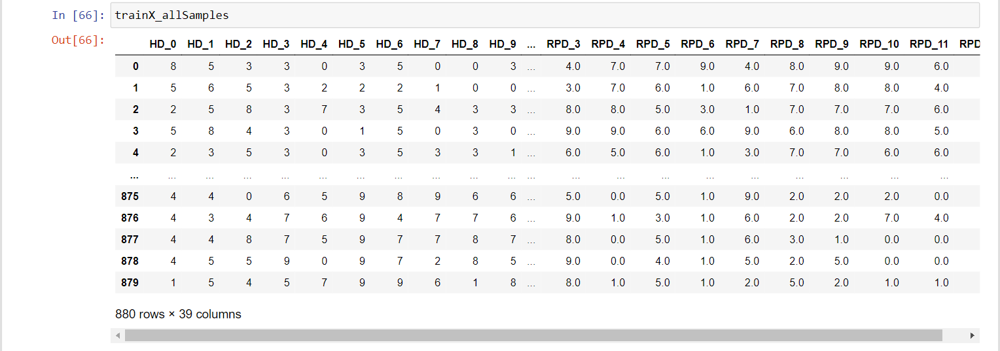 In [66]: trainX_allSamples
Out[66]:
HD_0 HD_1 HD_2 HD_3 HD_4 HD_5 HD_6 HD_7 HD_8 HD_9 ... RPD_3 RPD_4 RPD_5 RPD_6 RPD_7 RPD_8 RPD_9 RPD_10 RPD_11 RPD
0 8 5 3 3 0 3 5 0 0 3 ... 4.0 7.0 7.0 9.0 4.0 8.0 9.0 9.0 6.0
1 5 6 5 3 2 2 2 1 0 0 ... 3.0 7.0 6.0 1.0 6.0 7.0 8.0 8.0 4.0
2 2 5 8 3 7 3 5 4 3 3 ... 8.0 8.0 5.0 3.0 1.0 7.0 7.0 7.0 6.0
3 5 8 4 3 0 1 5 0 3 0 ... 9.0 9.0 6.0 6.0 9.0 6.0 8.0 8.0 5.0
4 2 3 5 3 0 3 5 3 3 1 ... 6.0 5.0 6.0 1.0 3.0 7.0 7.0 6.0 6.0
... ... ... ... ... ... ... ... ... ... ... ... ... ... ... ... ... ... ... ... ...
875 4 4 0 6 5 9 8 9 6 6 ... 5.0 0.0 5.0 1.0 9.0 2.0 2.0 2.0 0.0
876 4 3 4 7 6 9 4 7 7 6 ... 9.0 1.0 3.0 1.0 6.0 2.0 2.0 7.0 4.0
877 4 4 8 7 5 9 7 7 8 7 ... 8.0 0.0 5.0 1.0 6.0 3.0 1.0 0.0 0.0
878 4 5 5 9 0 9 7 2 8 5 ... 9.0 0.0 4.0 1.0 5.0 2.0 5.0 0.0 0.0
879 1 5 4 5 7 9 9 6 1 8 ... 8.0 1.0 5.0 1.0 2.0 5.0 2.0 1.0 1.0
880 rows × 39 columns